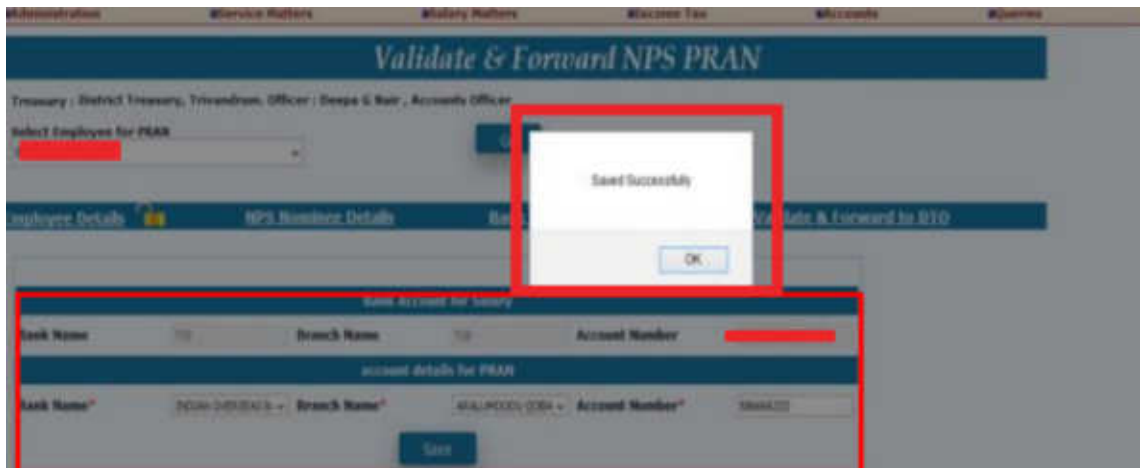 Administration Service Matters Salary Matters Income Tax Accounts Queries
Validate & Forward NPS PRAN
Treasury : District Treasury, Trivandrum, Officer : Deepa G Nair , Accounts Officer
Select Employee for PRAN
Saved Successfully
Employee Details NPS Nominee Details Bank Validate & Forward to DTO
OK
Bank Account for Salary
Bank Name Branch Name Account Number
account details for PRAN
Bank Name* INDIAN OVERSEAS B Branch Name* Account Number*
Save